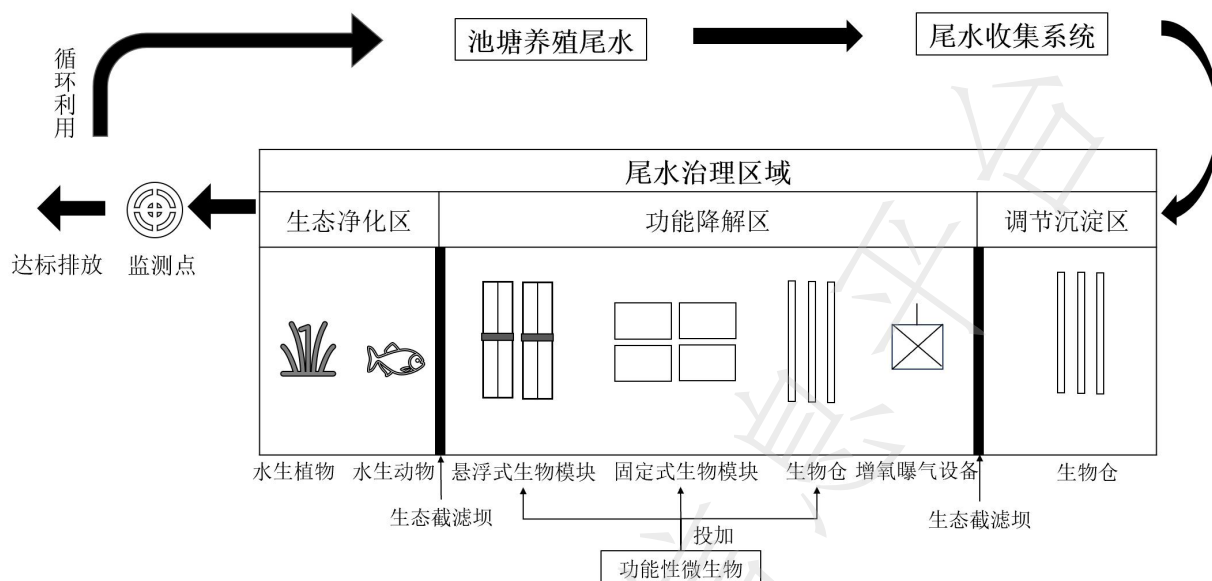 池塘养殖尾水
尾水收集系统
循环利用
尾水治理区域
生态净化区
功能降解区
调节沉淀区
达标排放
监测点
水生植物
水生动物
悬浮式生物模块
固定式生物模块
生物仓
增氧曝气设备
生物仓
生态截滤坝
生态截滤坝
投加
功能性微生物